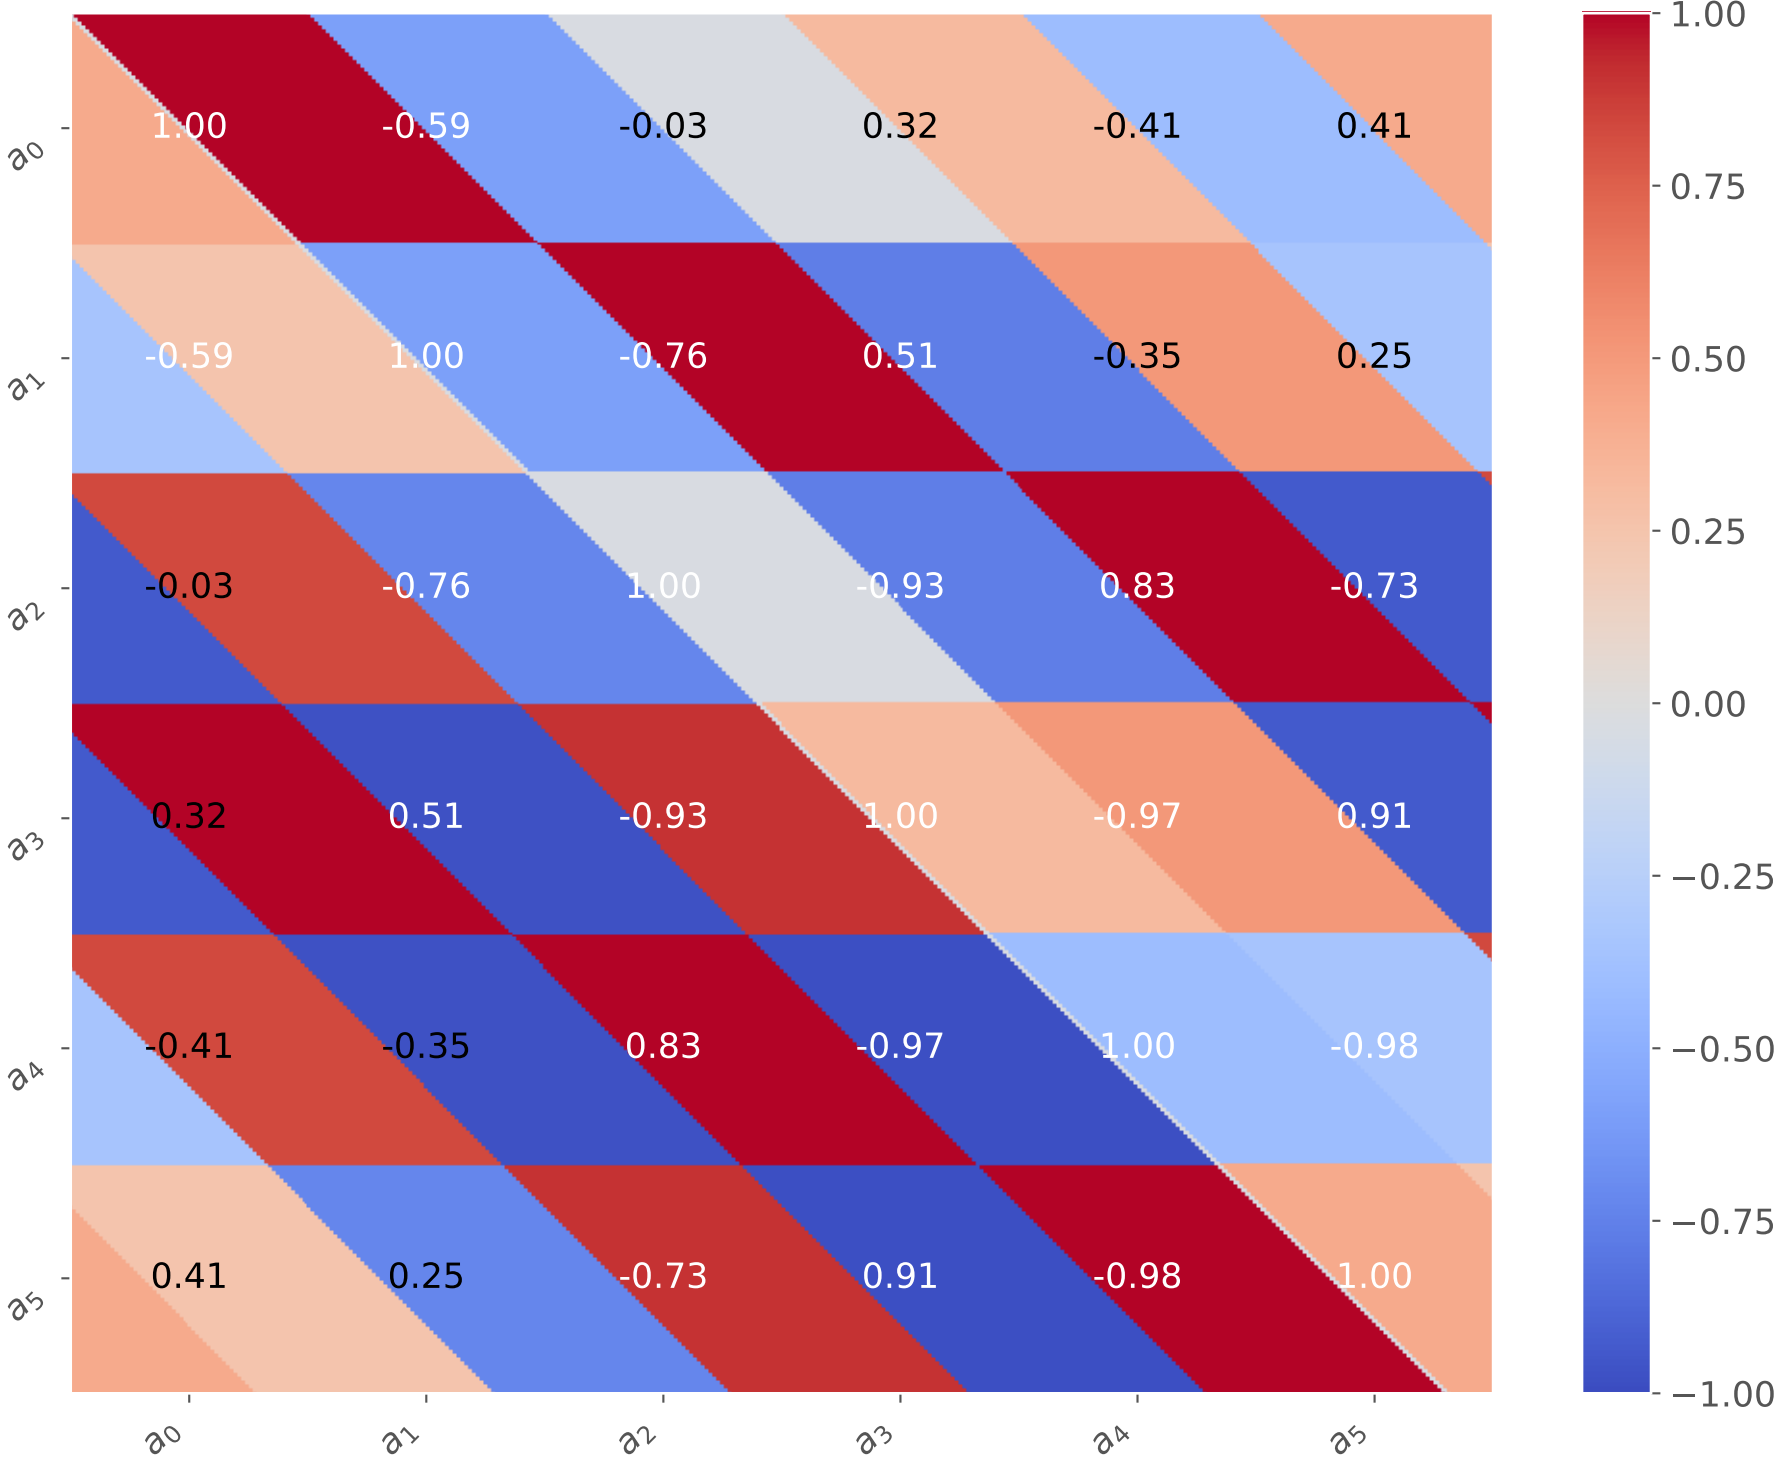 1.00
a0 1.00 -0.59 -0.03 0.32 -0.41 0.41
0.75
a1 -0.59 1.00 -0.76 0.51 -0.35 0.25
0.50
0.25
a2 -0.03 -0.76 1.00 -0.93 0.83 -0.73
0.00
a3 0.32 0.51 -0.93 1.00 -0.97 0.91
−0.25
a4 -0.41 -0.35 0.83 -0.97 1.00 -0.98
−0.50
−0.75
a5 0.41 0.25 -0.73 0.91 -0.98 1.00
−1.00
a0 a1 a2 a3 a4 a5